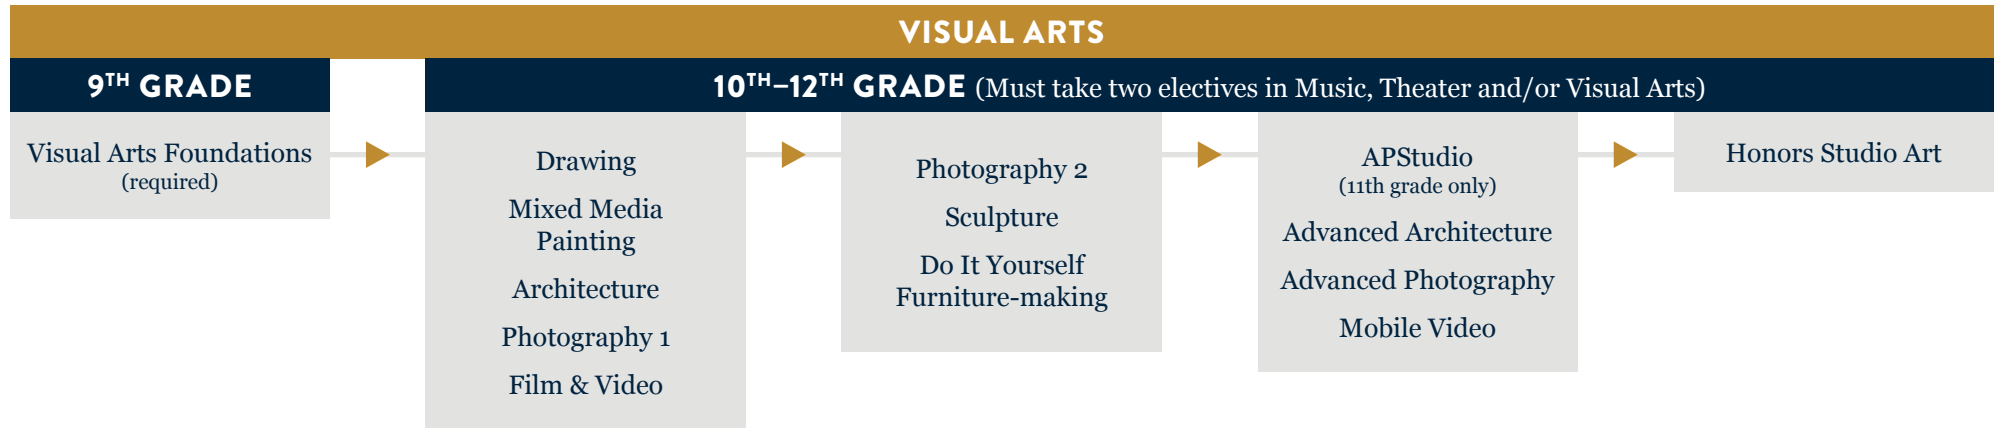 VISUAL ARTS
9TH GRADE
10TH–12TH GRADE (Must take two electives in Music, Theater and/or Visual Arts)
Visual Arts Foundations
(required)
Drawing
Mixed Media
Painting
Architecture
Photography 1
Film & Video
Photography 2
Sculpture
Do It Yourself
Furniture-making
APStudio
(11th grade only)
Advanced Architecture
Advanced Photography
Mobile Video
Honors Studio Art